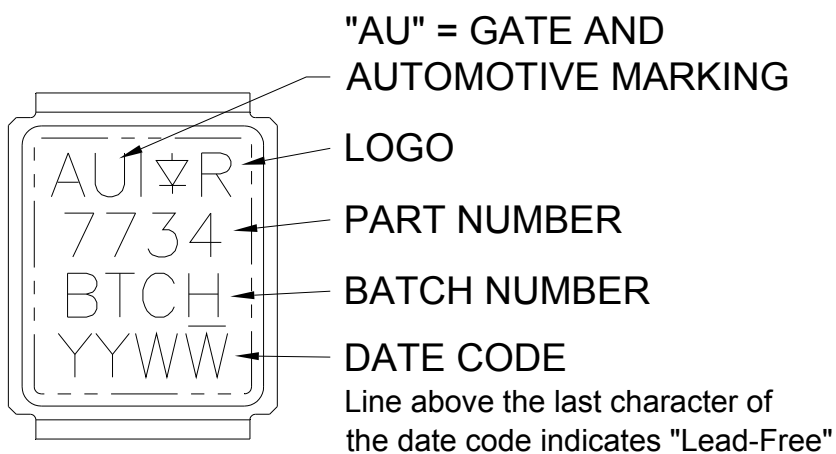 "AU" = GATE AND
AUTOMOTIVE MARKING
AUI R
LOGO
7734
PART NUMBER
BTCH
BATCH NUMBER
YYWW
DATE CODE
Line above the last character of
the date code indicates "Lead-Free"